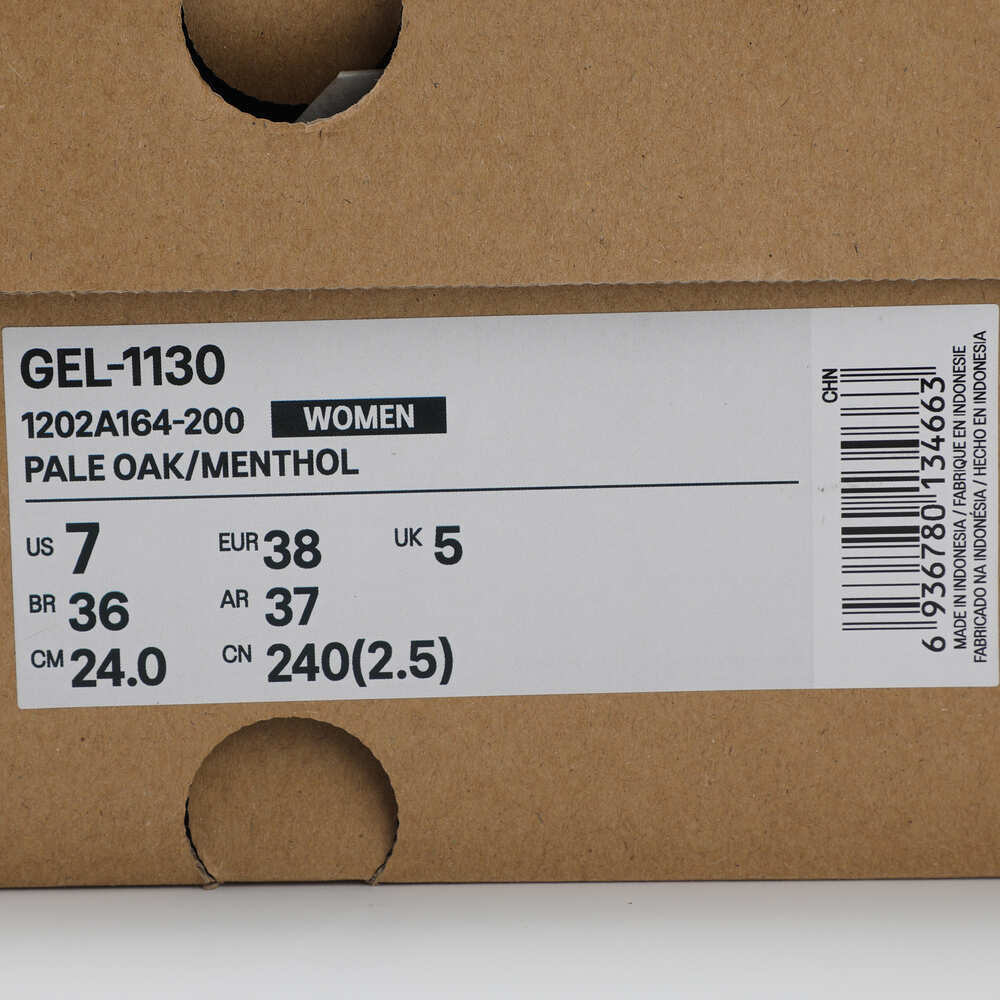 GEL-1130
1202A164-200 WOMEN
PALE OAK/MENTHOL
US 7 EUR 38 UK 5
BR 36 AR 37
CM 24.0 CN 240(2.5)
CHN
6 936780 134663
MADE IN INDONESIA / FABRIQUE EN INDONESIE
FABRICADO NA INDONÉSIA / HECHO EN INDONESIA